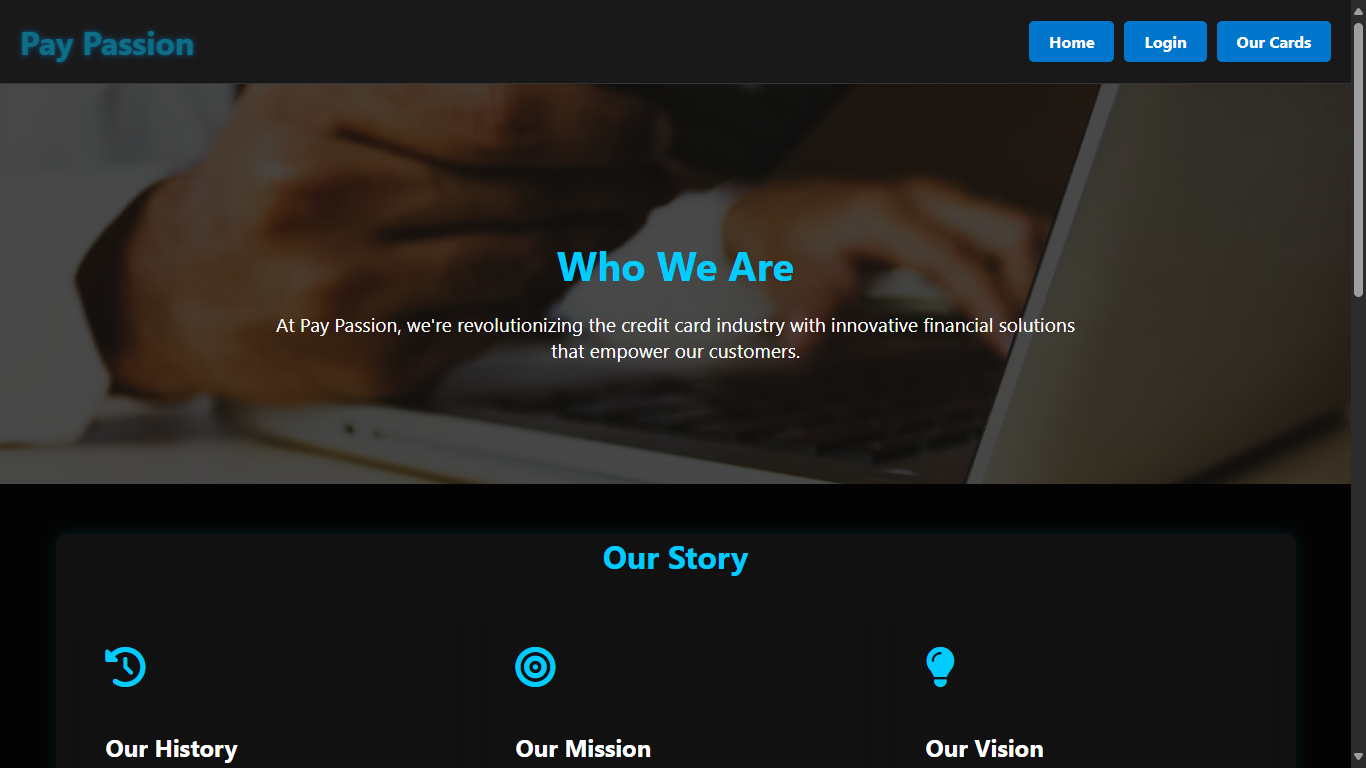 Pay Passion
Home
Login
Our Cards
Who We Are
At Pay Passion, we're revolutionizing the credit card industry with innovative financial solutions
that empower our customers.
Our Story
Our History
Our Mission
Our Vision